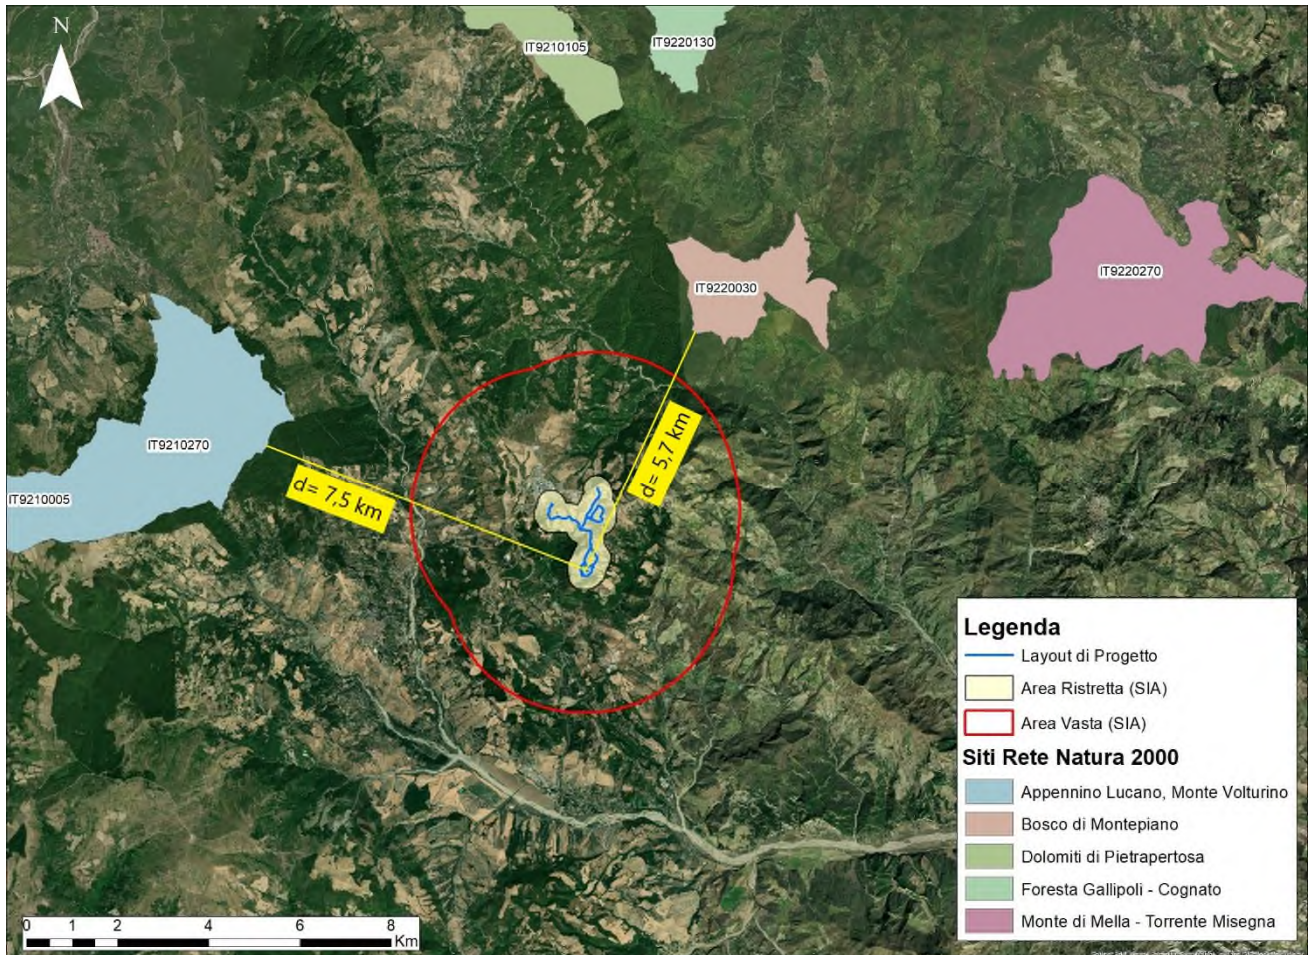 N
IT9210105
IT9220130
IT9220270
IT9220030
IT9210270
IT9210005
d= 7,5 km
d= 5,7 km
Legenda
Layout di Progetto
Area Ristretta (SIA)
Area Vasta (SIA)
Siti Rete Natura 2000
Appennino Lucano, Monte Volturino
Bosco di Montepiano
Dolomiti di Pietrapertosa
Foresta Gallipoli - Cognato
Monte di Mella - Torrente Misegna
0 1 2 4 6 8
Km